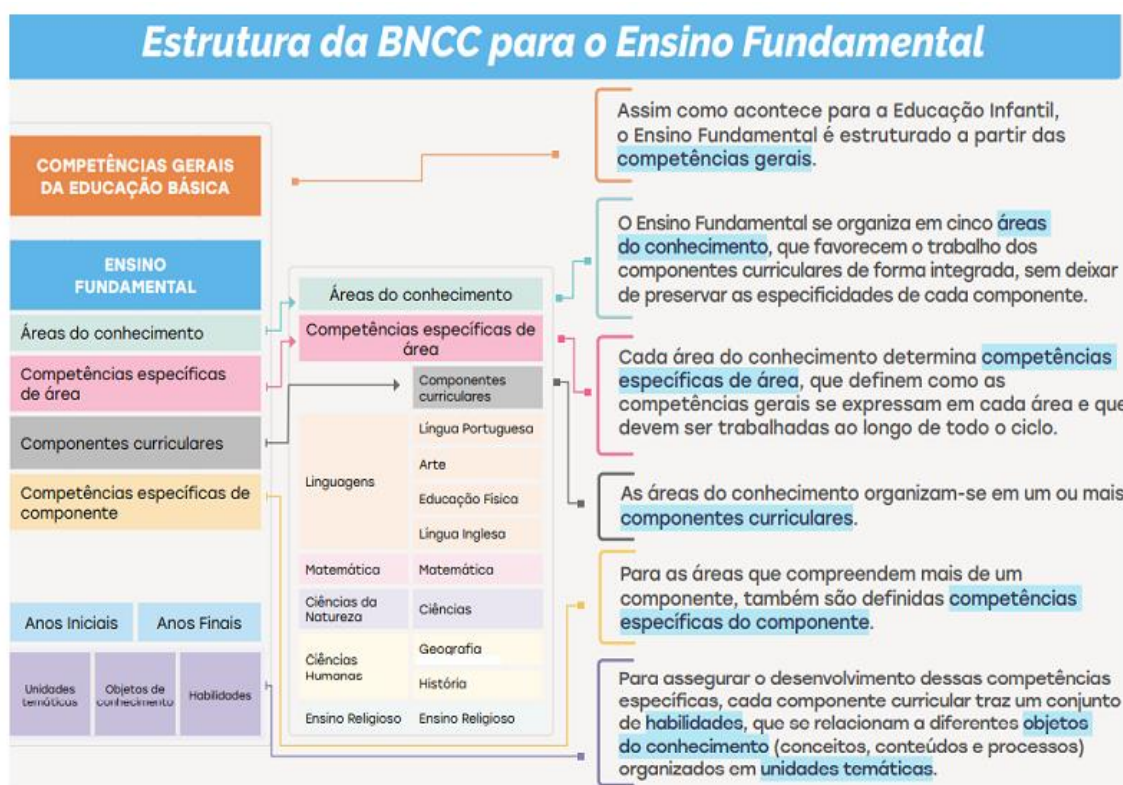 Estrutura da BNCC para o Ensino Fundamental
COMPETÊNCIAS GERAIS
DA EDUCAÇÃO BÁSICA
ENSINO
FUNDAMENTAL
Áreas do conhecimento
Competências específicas
de área
Componentes curriculares
Competências específicas de
componente
Anos Iniciais
Anos Finais
Unidades
temáticas
Objetos de
conhecimento
Habilidades
Áreas do conhecimento
Competências específicas de
área
Componentes
curriculares
Linguagens
Língua Portuguesa
Arte
Educação Física
Língua Inglesa
Matemática
Matemática
Ciências da
Natureza
Ciências
Ciências
Humanas
Geografia
História
Ensino Religioso
Ensino Religioso
Assim como acontece para a Educação Infantil,
o Ensino Fundamental é estruturado a partir das
competências gerais.
O Ensino Fundamental se organiza em cinco áreas
do conhecimento, que favorecem o trabalho dos
componentes curriculares de forma integrada, sem deixar
de preservar as especificidades de cada componente.
Cada área do conhecimento determina competências
específicas de área, que definem como as
competências gerais se expressam em cada área e que
devem ser trabalhadas ao longo de todo o ciclo.
As áreas do conhecimento organizam-se em um ou mais
componentes curriculares.
Para as áreas que compreendem mais de um
componente, também são definidas competências
específicas do componente.
Para assegurar o desenvolvimento dessas competências
específicas, cada componente curricular traz um conjunto
de habilidades, que se relacionam a diferentes objetos
do conhecimento (conceitos, conteúdos e processos)
organizados em unidades temáticas.